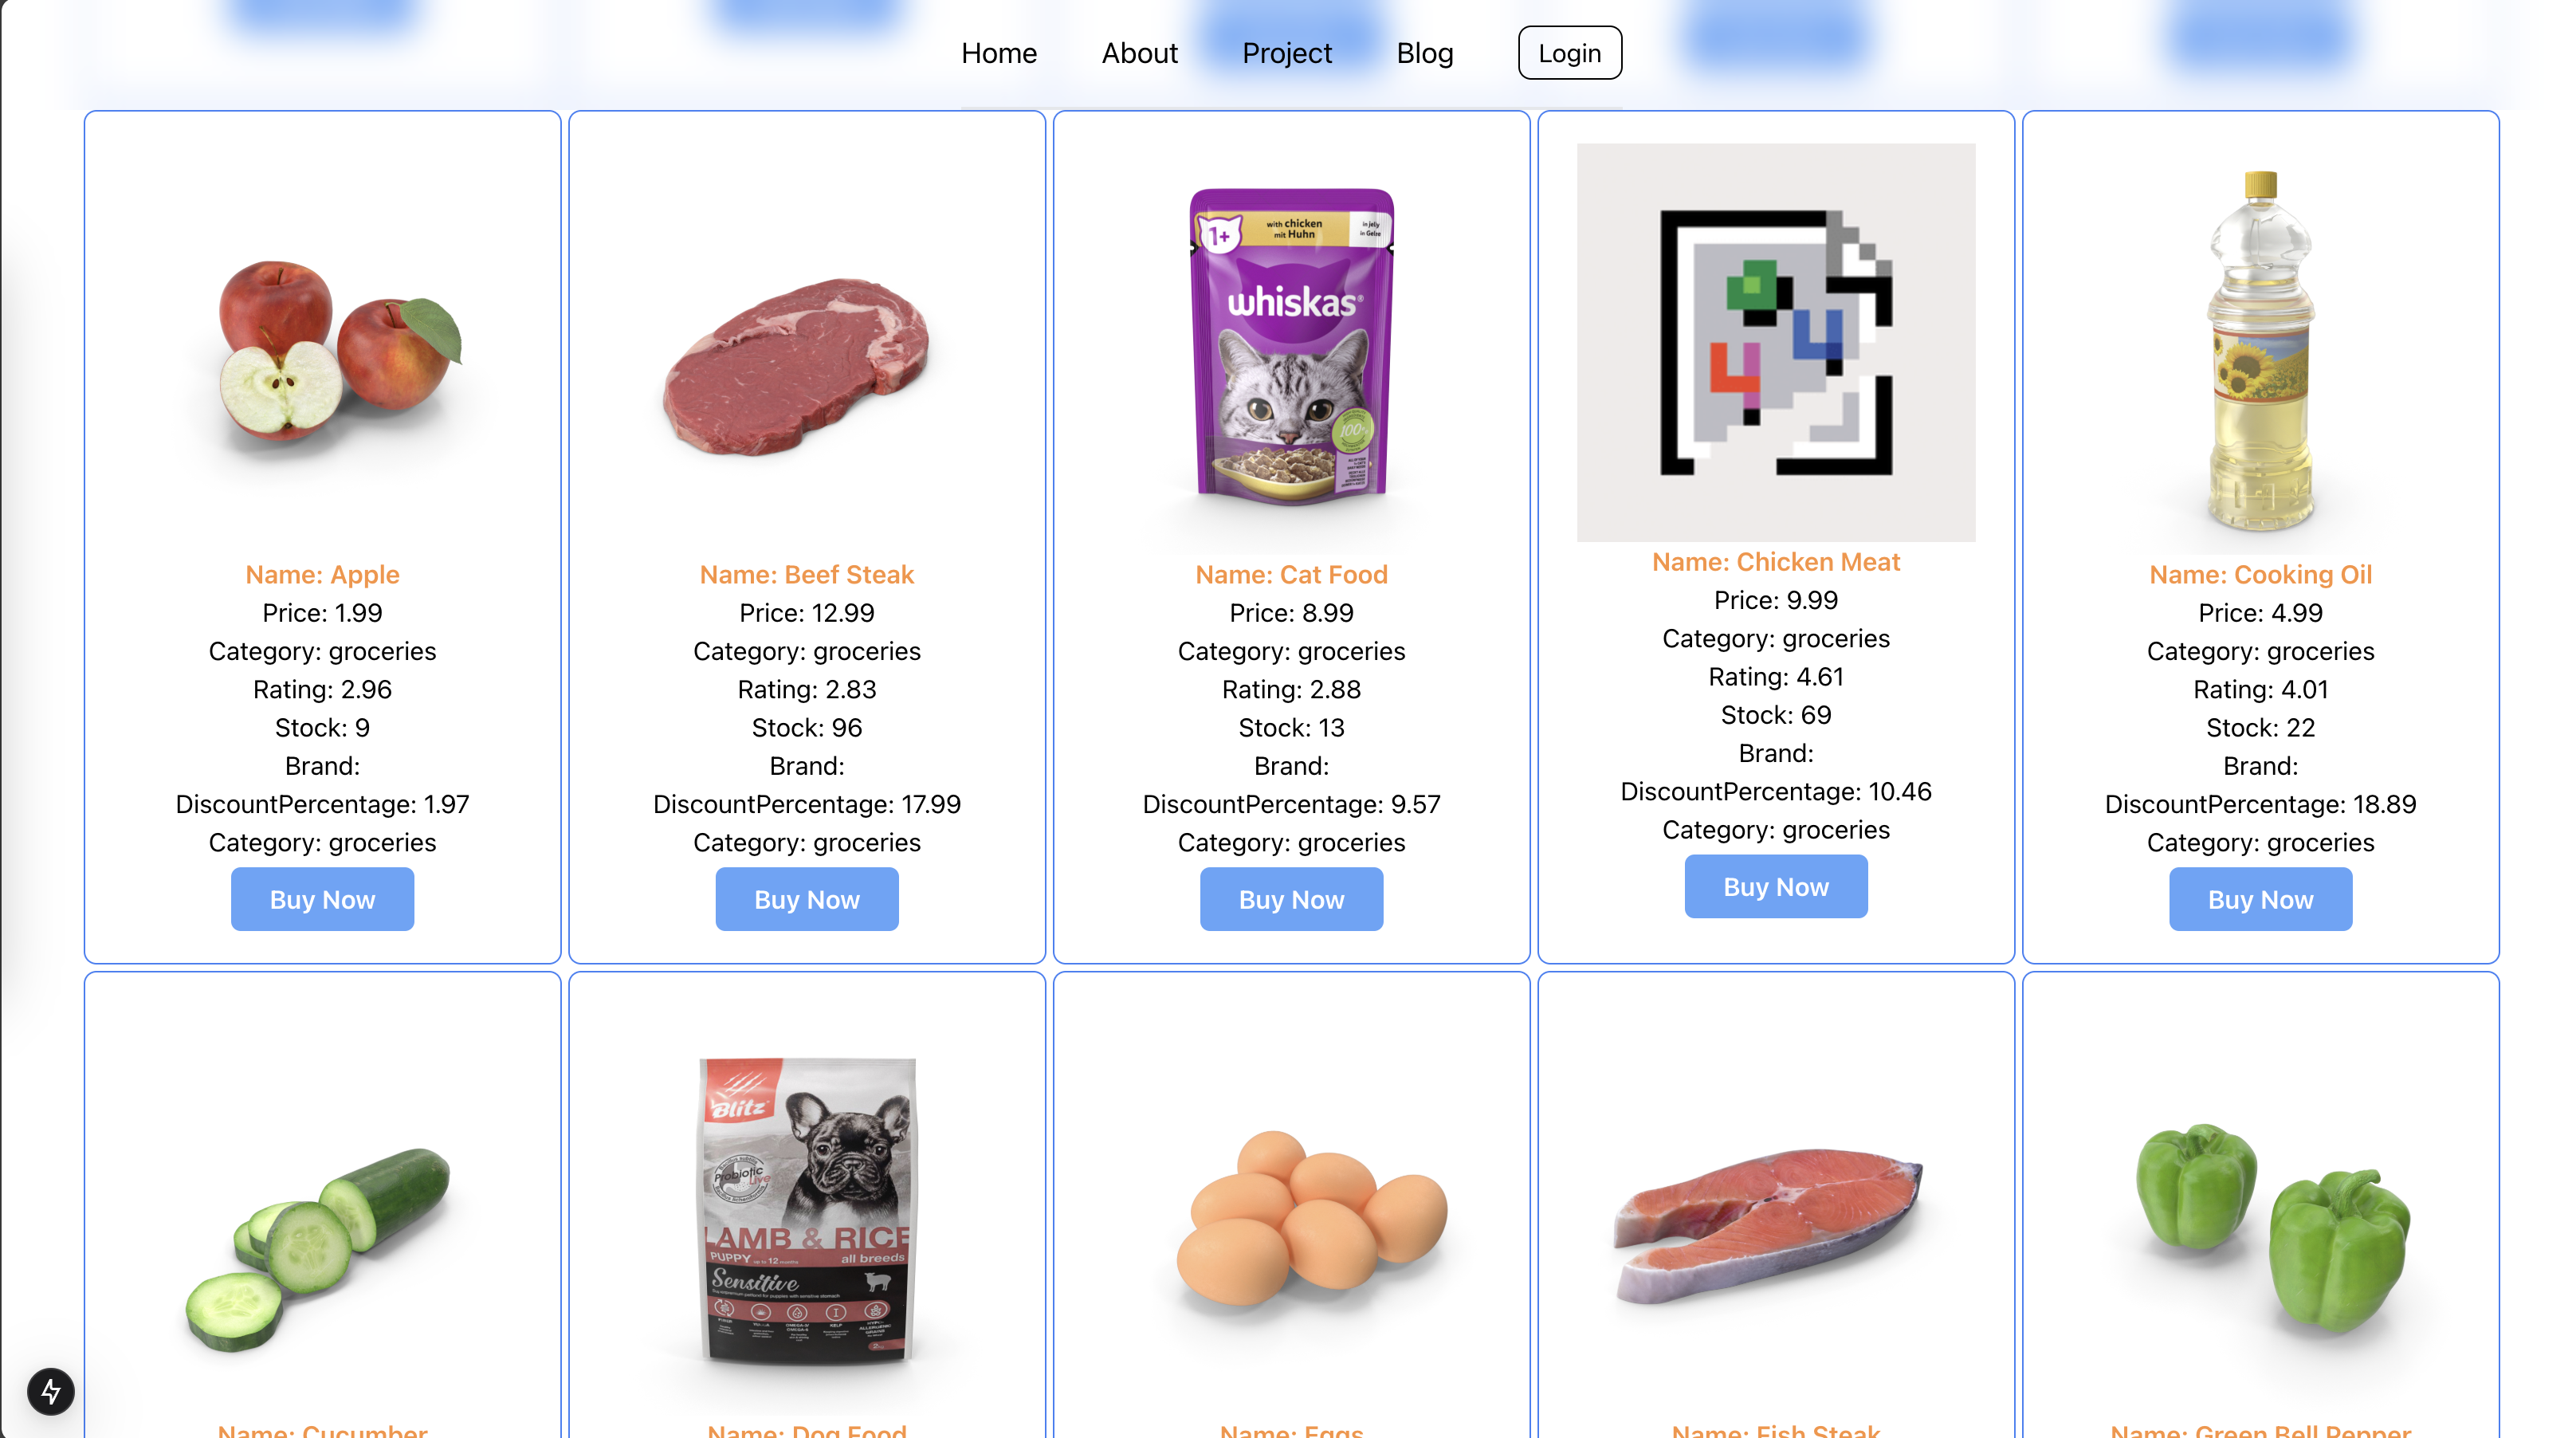 Home About Project Blog Login
1+
with chicken
mit Huhn
in jelly
in Gelee
whiskas®
100%
Name: Apple
Price: 1.99
Category: groceries
Rating: 2.96
Stock: 9
Brand:
DiscountPercentage: 1.97
Category: groceries
Buy Now
Name: Beef Steak
Price: 12.99
Category: groceries
Rating: 2.83
Stock: 96
Brand:
DiscountPercentage: 17.99
Category: groceries
Buy Now
Name: Cat Food
Price: 8.99
Category: groceries
Rating: 2.88
Stock: 13
Brand:
DiscountPercentage: 9.57
Category: groceries
Buy Now
Name: Chicken Meat
Price: 9.99
Category: groceries
Rating: 4.61
Stock: 69
Brand:
DiscountPercentage: 10.46
Category: groceries
Buy Now
Name: Cooking Oil
Price: 4.99
Category: groceries
Rating: 4.01
Stock: 22
Brand:
DiscountPercentage: 18.89
Category: groceries
Buy Now
Blitz
Probiotic
Live
LAMB & RICE
PUPPY up to 12 months
all breeds
Sensitive
Name: Cucumber
Name: Dog Food
Name: Eggs
Name: Fish Steak
Name: Green Bell Pepper